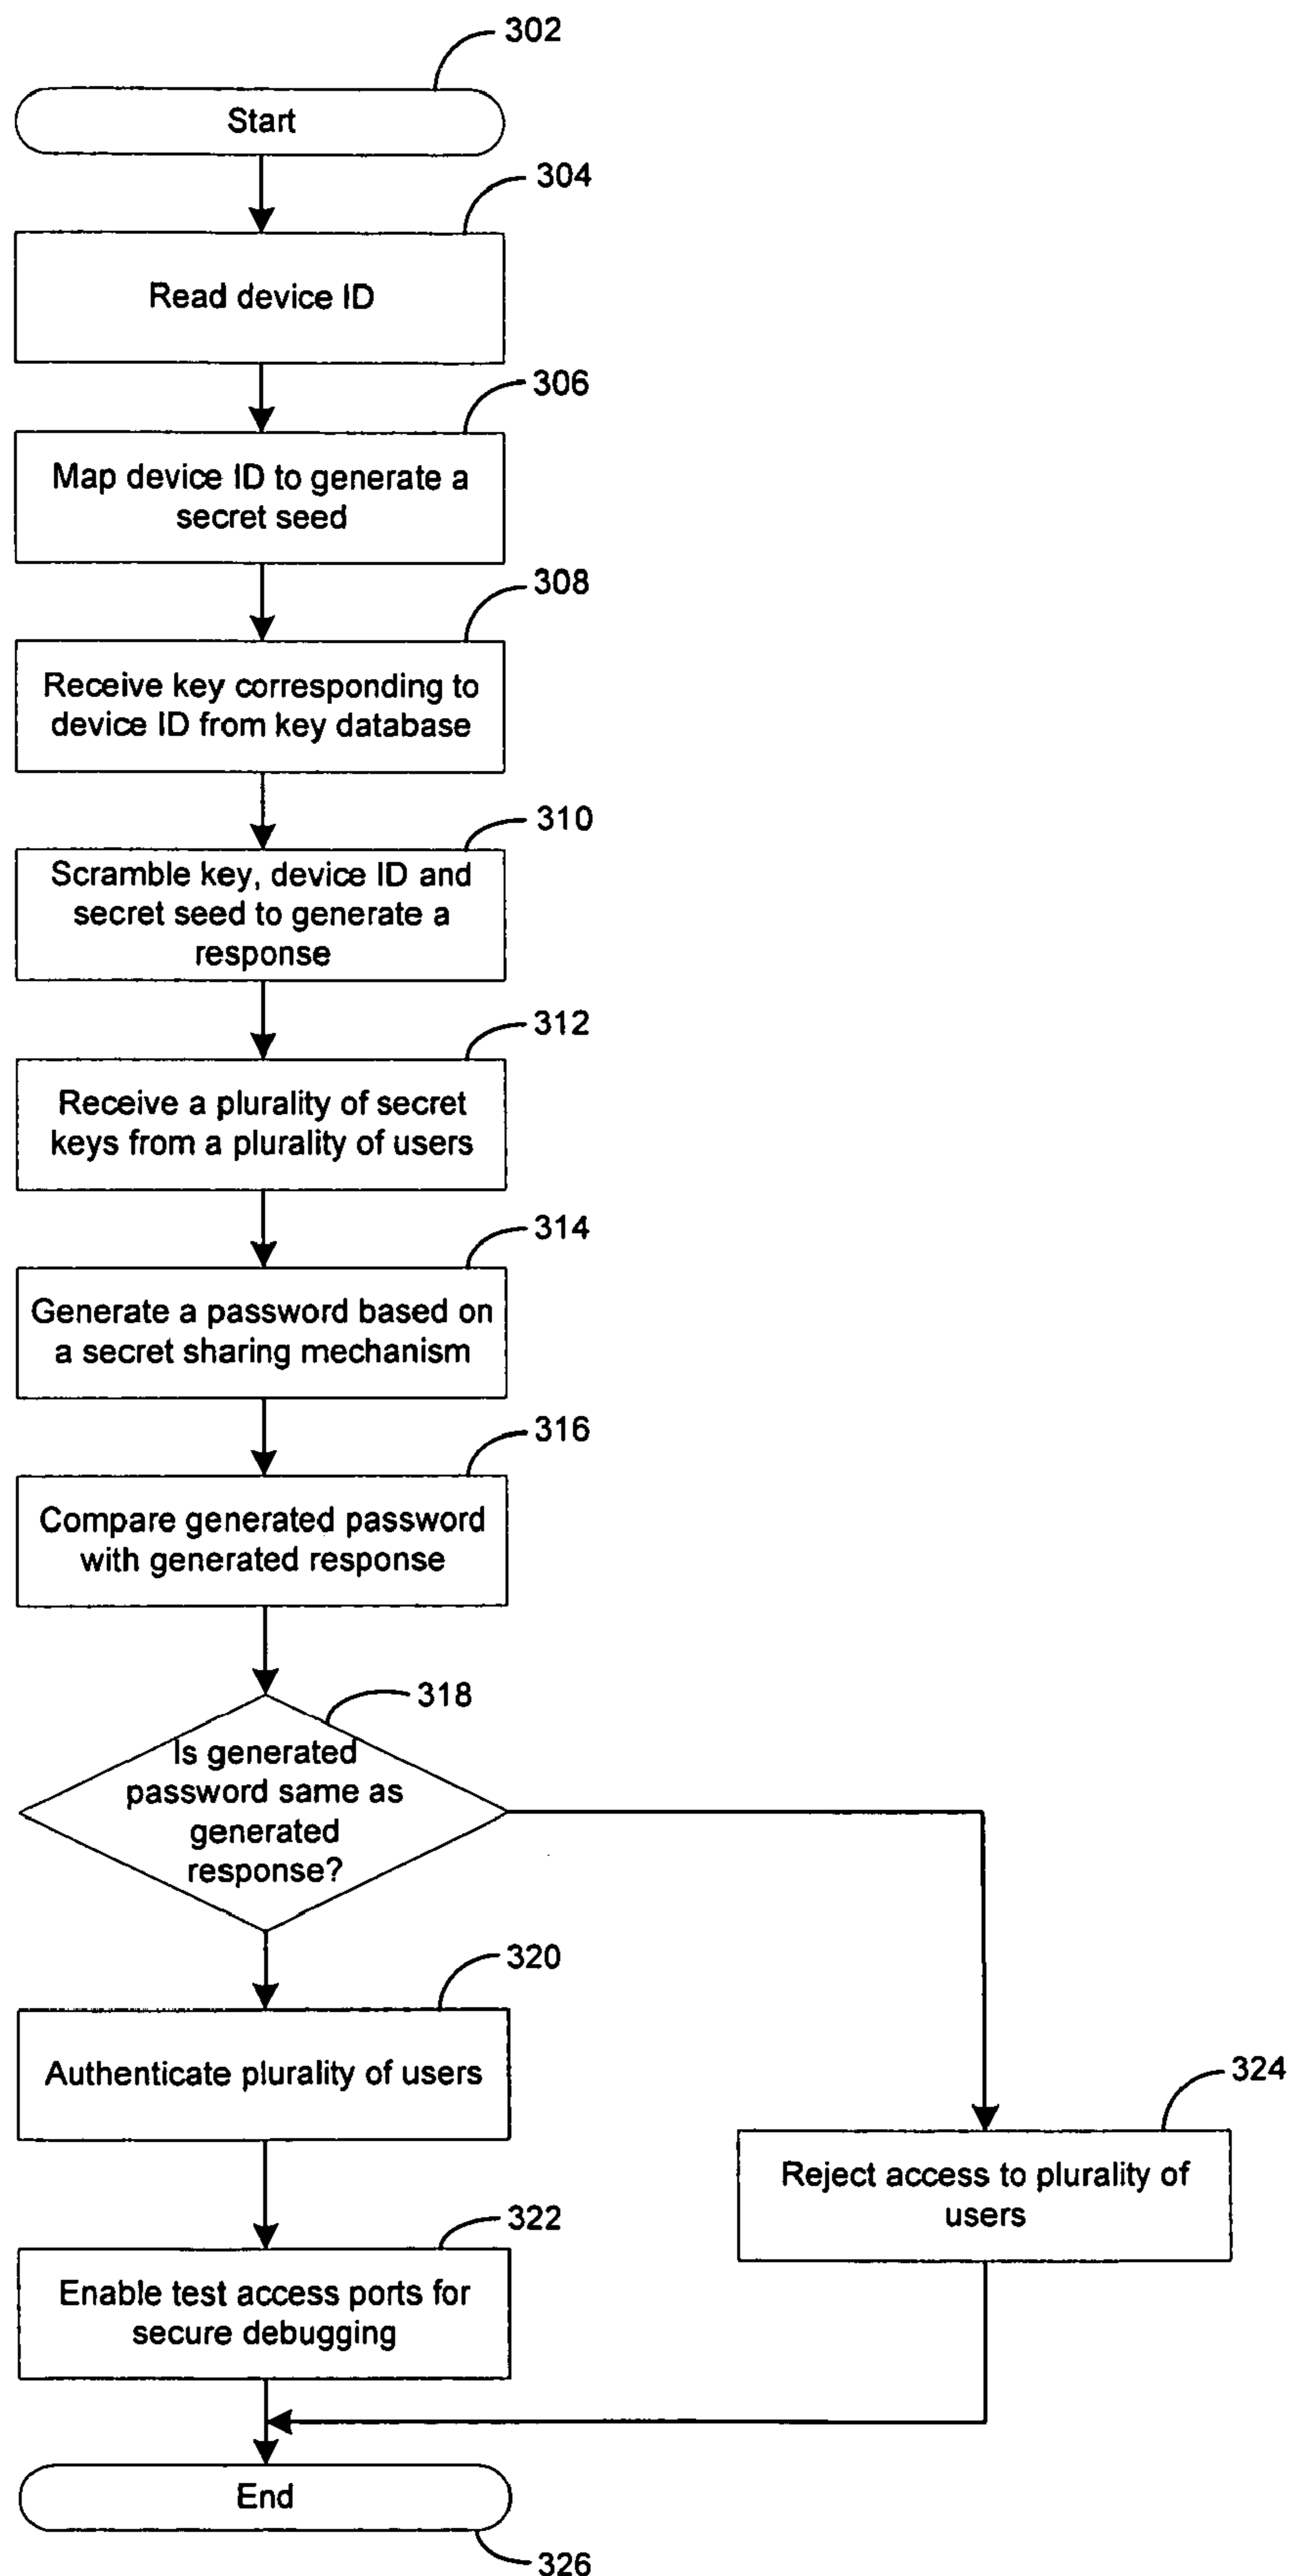 302
Start
304
Read device ID
306
Map device ID to generate a
secret seed
308
Receive key corresponding to
device ID from key database
310
Scramble key, device ID and
secret seed to generate a
response
312
Receive a plurality of secret
keys from a plurality of users
314
Generate a password based on
a secret sharing mechanism
316
Compare generated password
with generated response
318
Is generated
password same as
generated
response?
320
Authenticate plurality of users
324
Reject access to plurality of
users
322
Enable test access ports for
secure debugging
End
326